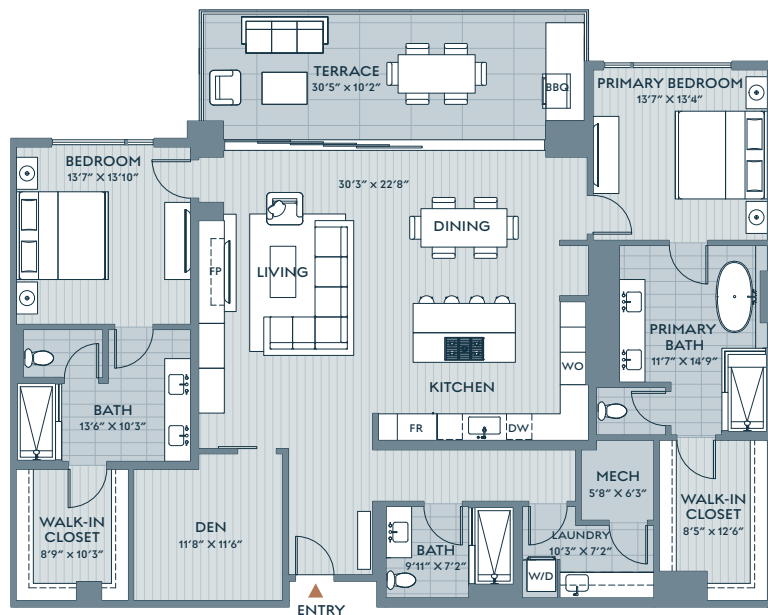 TERRACE
30'5" X 10'2"
BBQ
PRIMARY BEDROOM
13'7" X 13'4"
BEDROOM
13'7" X 13'10"
30'3" x 22'8"
DINING
FP
LIVING
PRIMARY
BATH
11'7" X 14'9"
WO
KITCHEN
BATH
13'6" X 10'3"
FR
DW
MECH
5'8" X 6'3"
WALK-IN
CLOSET
8'9" X 10'3"
DEN
11'8" X 11'6"
WALK-IN
CLOSET
8'5" X 12'6"
BATH
9'11" X 7'2"
LAUNDRY
10'3" X 7'2"
W/D
ENTRY